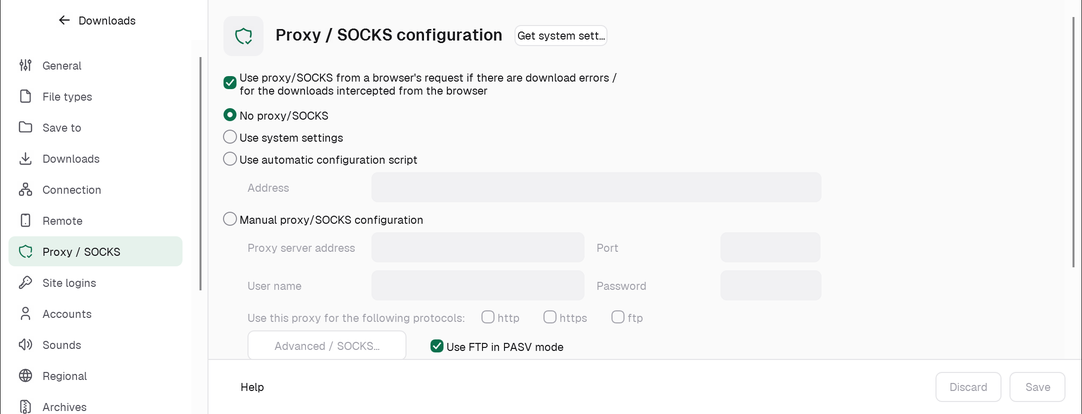 Downloads
General
File types
Save to
Downloads
Connection
Remote
Proxy / SOCKS
Site logins
Accounts
Sounds
Regional
Archives
Proxy / SOCKS configuration
Get system sett...
Use proxy/SOCKS from a browser's request if there are download errors /
for the downloads intercepted from the browser
No proxy/SOCKS
Use system settings
Use automatic configuration script
Address
Manual proxy/SOCKS configuration
Proxy server address Port
User name Password
Use this proxy for the following protocols: http https ftp
Advanced / SOCKS... Use FTP in PASV mode
Help Discard Save